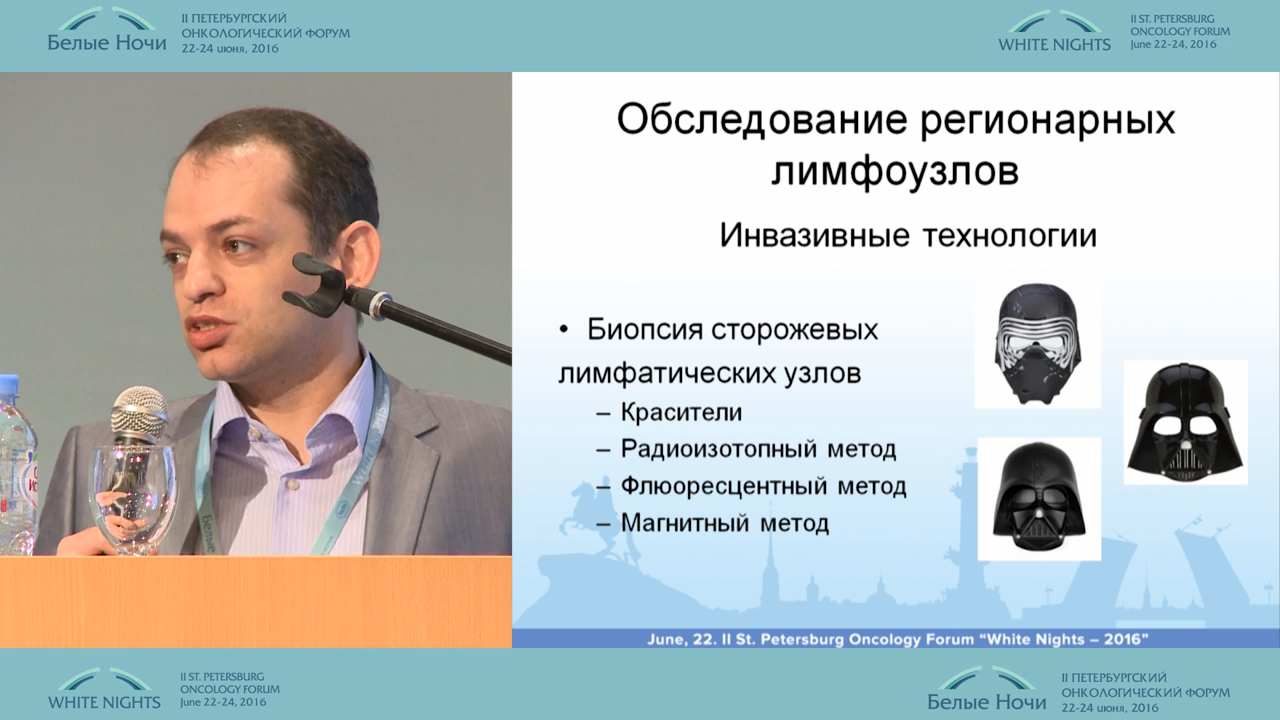 Белые Ночи
II ПЕТЕРБУРГСКИЙ
ОНКОЛОГИЧЕСКИЙ ФОРУМ
22-24 июня, 2016
WHITE NIGHTS
II ST. PETERSBURG
ONCOLOGY FORUM
June 22-24, 2016
Обследование регионарных
лимфоузлов
Инвазивные технологии
• Биопсия сторожевых
лимфатических узлов
– Красители
– Радиоизотопный метод
– Флюоресцентный метод
– Магнитный метод
June, 22. II St. Petersburg Oncology Forum “White Nights – 2016”
WHITE NIGHTS
II ST. PETERSBURG
ONCOLOGY FORUM
June 22-24, 2016
Белые Ночи
II ПЕТЕРБУРГСКИЙ
ОНКОЛОГИЧЕСКИЙ ФОРУМ
22-24 июня, 2016